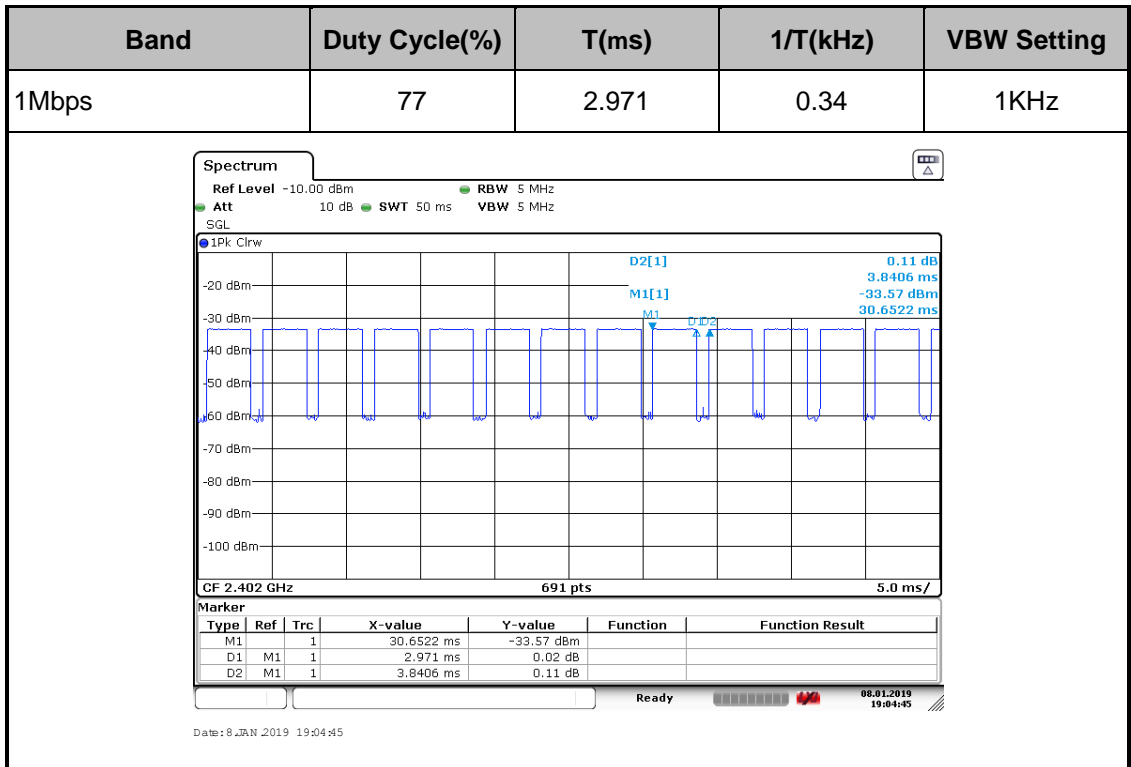 Band Duty Cycle(%) T(ms) 1/T(kHz) VBW Setting
1Mbps 77 2.971 0.34 1KHz
Spectrum
Ref Level -10.00 dBm RBW 5 MHz
Att 10 dB SWT 50 ms VBW 5 MHz
SGL
1Pk Clrw
D2[1] 0.11 dB
3.8406 ms
M1[1] -33.57 dBm
30.6522 ms
-20 dBm
-30 dBm
M1 D1D2
-40 dBm
-50 dBm
-60 dBm
-70 dBm
-80 dBm
-90 dBm
-100 dBm
CF 2.402 GHz 691 pts 5.0 ms/
Marker
Type Ref Trc X-value Y-value Function Function Result
M1 1 30.6522 ms -33.57 dBm
D1 M1 1 2.971 ms 0.02 dB
D2 M1 1 3.8406 ms 0.11 dB
Ready 08.01.2019
19:04:45
Date: 8.JAN.2019 19:04:45